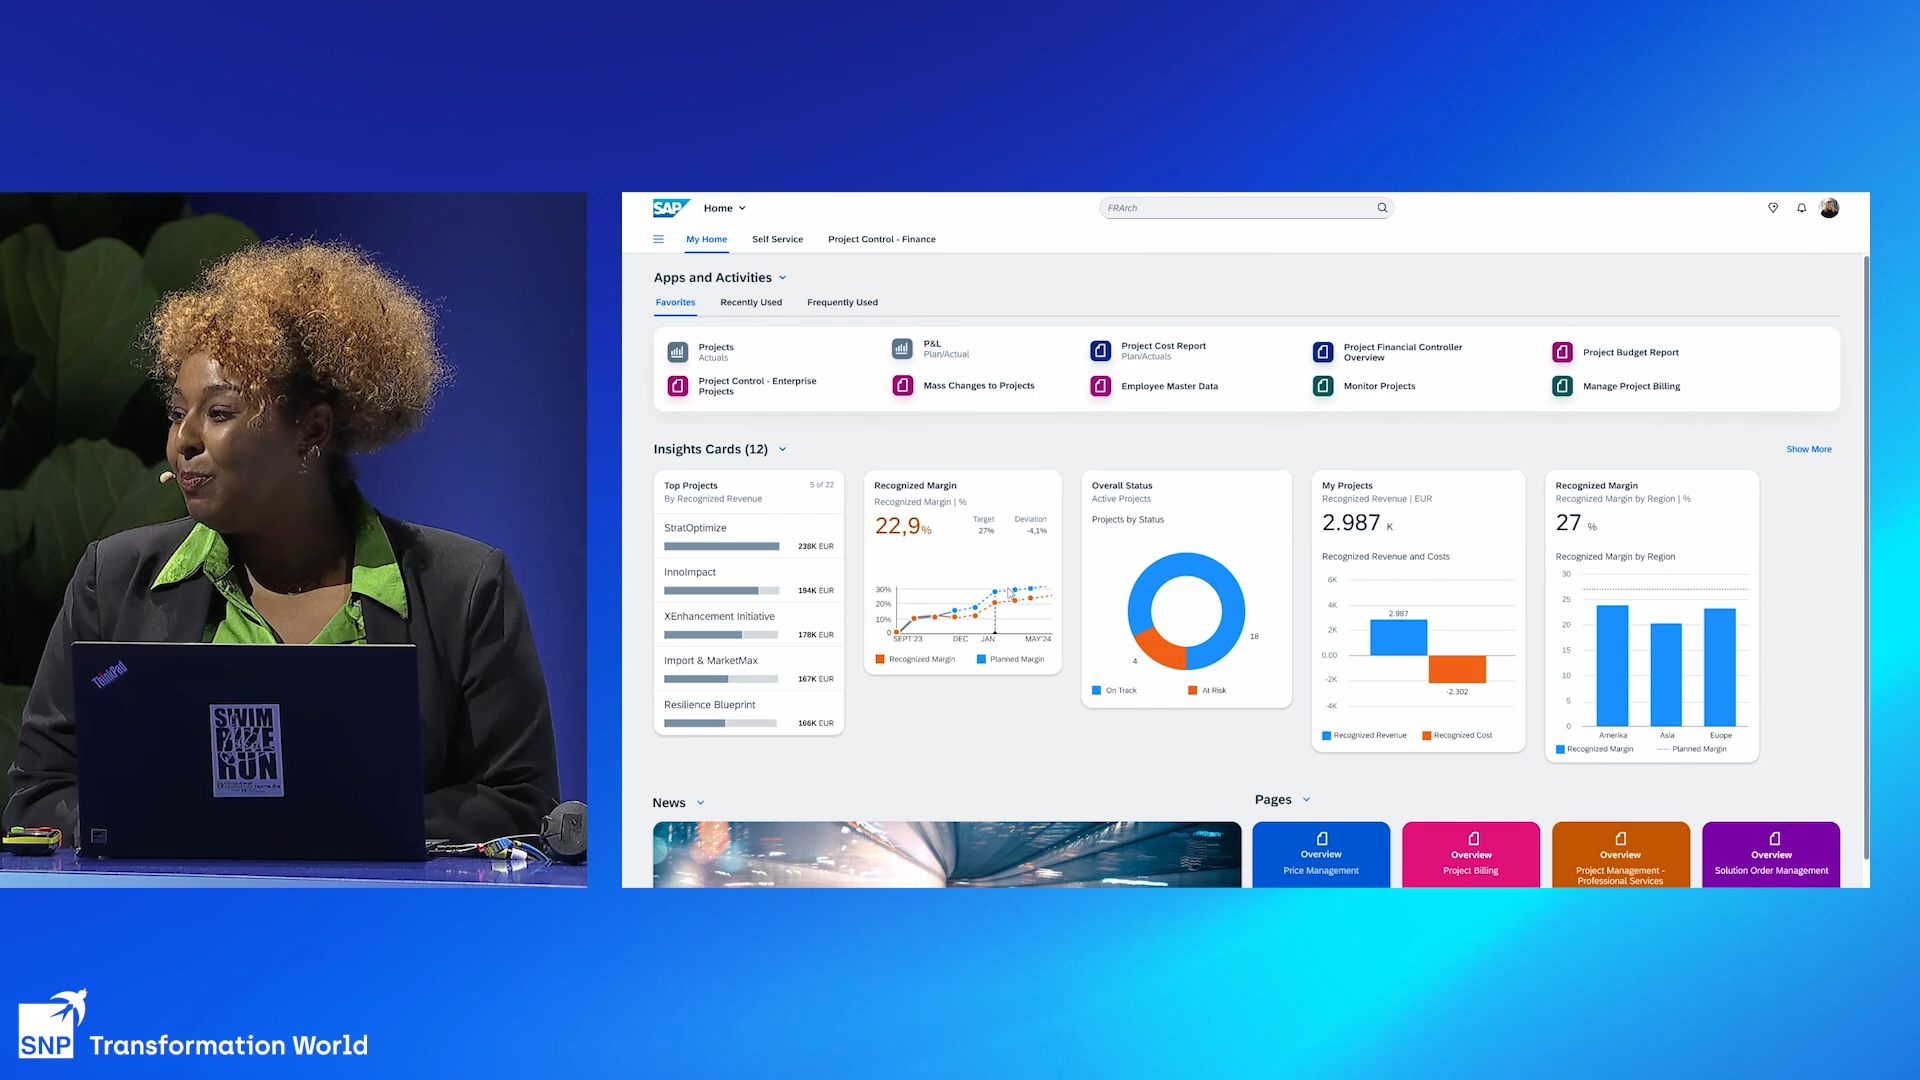 SAP
Home
FRArch
My Home
Self Service
Project Control - Finance
Apps and Activities
Favorites
Recently Used
Frequently Used
Projects
Actuals
P&L
Plan/Actual
Project Cost Report
Plan/Actuals
Project Financial Controller
Overview
Project Budget Report
Project Control - Enterprise
Projects
Mass Changes to Projects
Employee Master Data
Monitor Projects
Manage Project Billing
Insights Cards (12)
Show More
Top Projects
5 of 22
By Recognized Revenue
StratOptimize
238K EUR
InnoImpact
194K EUR
XEnhancement Initiative
178K EUR
Import & MarketMax
167K EUR
Resilience Blueprint
166K EUR
Recognized Margin
Recognized Margin | %
22,9%
Target
27%
Deviation
-4,1%
30%
20%
10%
0
SEPT'23
DEC
JAN
MAY'24
Recognized Margin
Planned Margin
Overall Status
Active Projects
Projects by Status
18
4
On Track
At Risk
My Projects
Recognized Revenue | EUR
2.987 K
Recognized Revenue and Costs
6K
4K
2.987
2K
0.00
-2K
-2.302
-4K
Recognized Revenue
Recognized Cost
Recognized Margin
Recognized Margin by Region | %
27 %
Recognized Margin by Region
30
25
20
15
10
5
0
Amerika
Asia
Euope
Recognized Margin
Planned Margin
News
Pages
Overview
Price Management
Overview
Project Billing
Overview
Project Management -
Professional Services
Overview
Solution Order Management
ThinkPad
SWIM
RUN
SNP
Transformation World